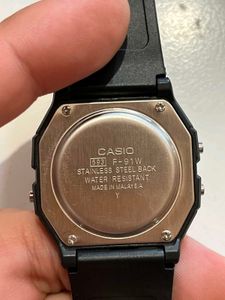 CASIO
593 F-91W
STAINLESS STEEL BACK
WATER RESISTANT
MADE IN MALAYSIA
Y